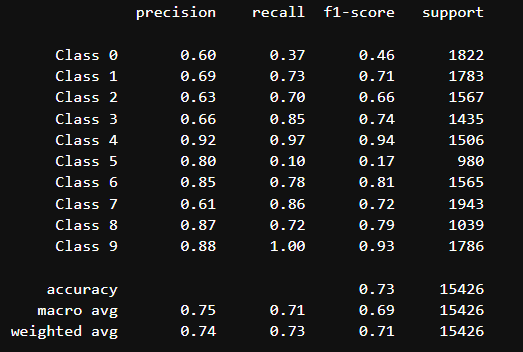 precision recall f1-score support
Class 0 0.60 0.37 0.46 1822
Class 1 0.69 0.73 0.71 1783
Class 2 0.63 0.70 0.66 1567
Class 3 0.66 0.85 0.74 1435
Class 4 0.92 0.97 0.94 1506
Class 5 0.80 0.10 0.17 980
Class 6 0.85 0.78 0.81 1565
Class 7 0.61 0.86 0.72 1943
Class 8 0.87 0.72 0.79 1039
Class 9 0.88 1.00 0.93 1786
accuracy 0.73 15426
macro avg 0.75 0.71 0.69 15426
weighted avg 0.74 0.73 0.71 15426